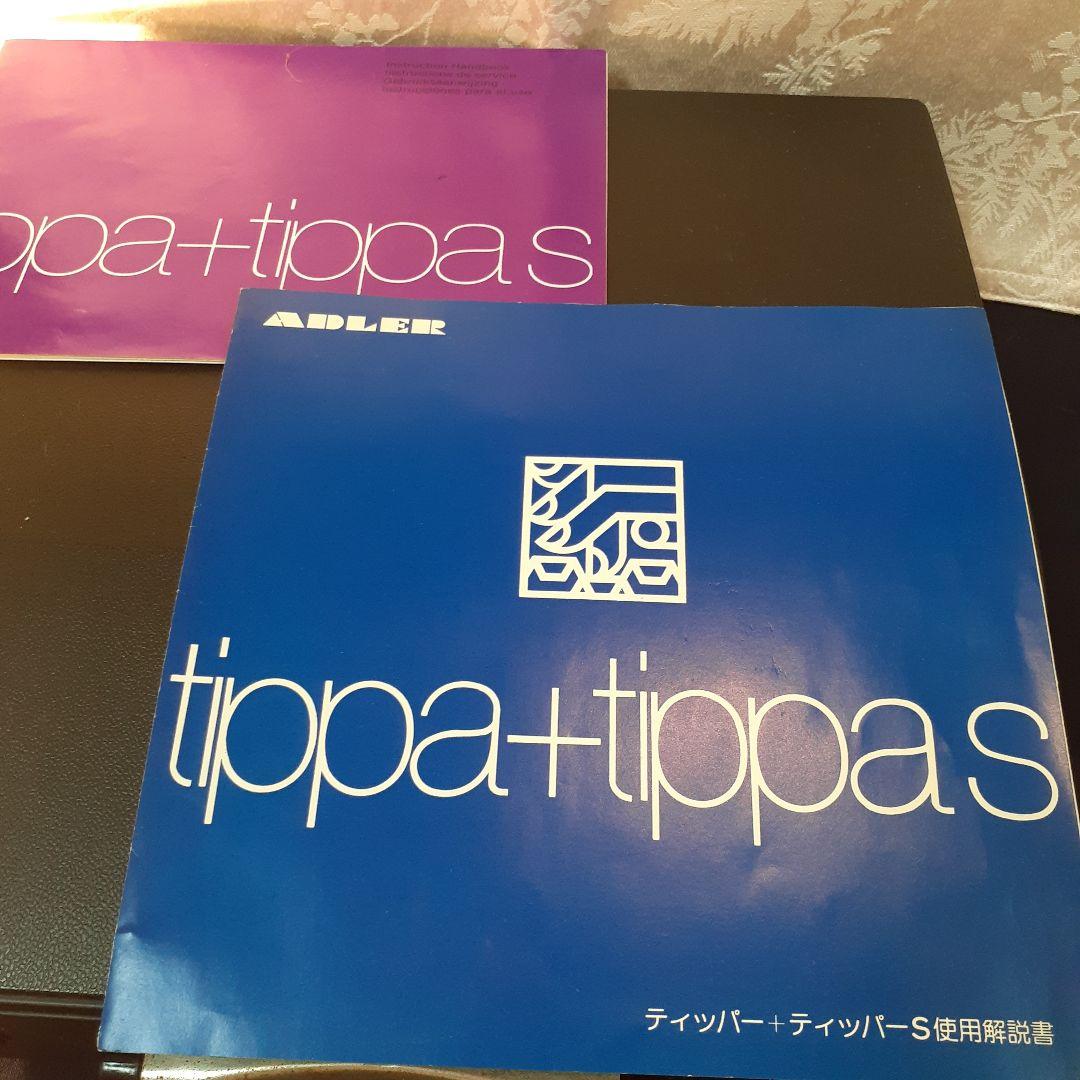 Instruction Handbook
Instructions de service
Gebruiksaanwijzing
Instrucciones para el uso
ppa+tippa s
ADLER
tippa+tippa s
ティッパー+ティッパーS使用解説書